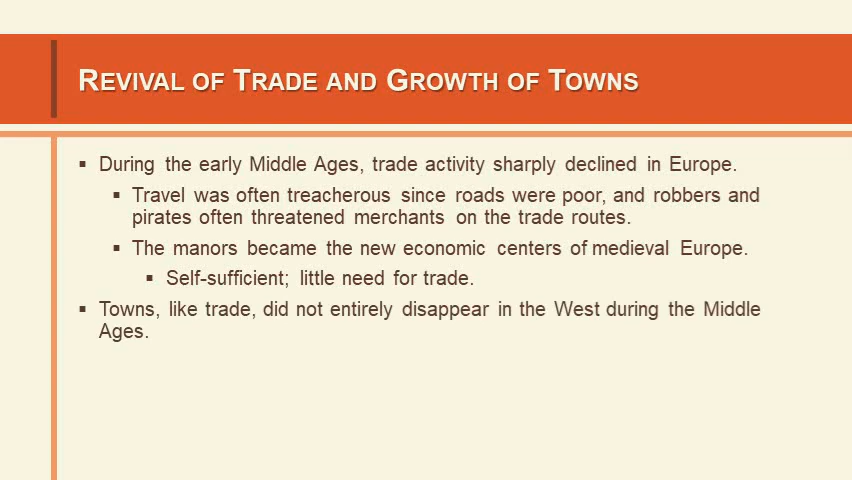 Revival of Trade and Growth of Towns
▪ During the early Middle Ages, trade activity sharply declined in Europe.
▪ Travel was often treacherous since roads were poor, and robbers and
pirates often threatened merchants on the trade routes.
▪ The manors became the new economic centers of medieval Europe.
▪ Self-sufficient; little need for trade.
▪ Towns, like trade, did not entirely disappear in the West during the Middle
Ages.